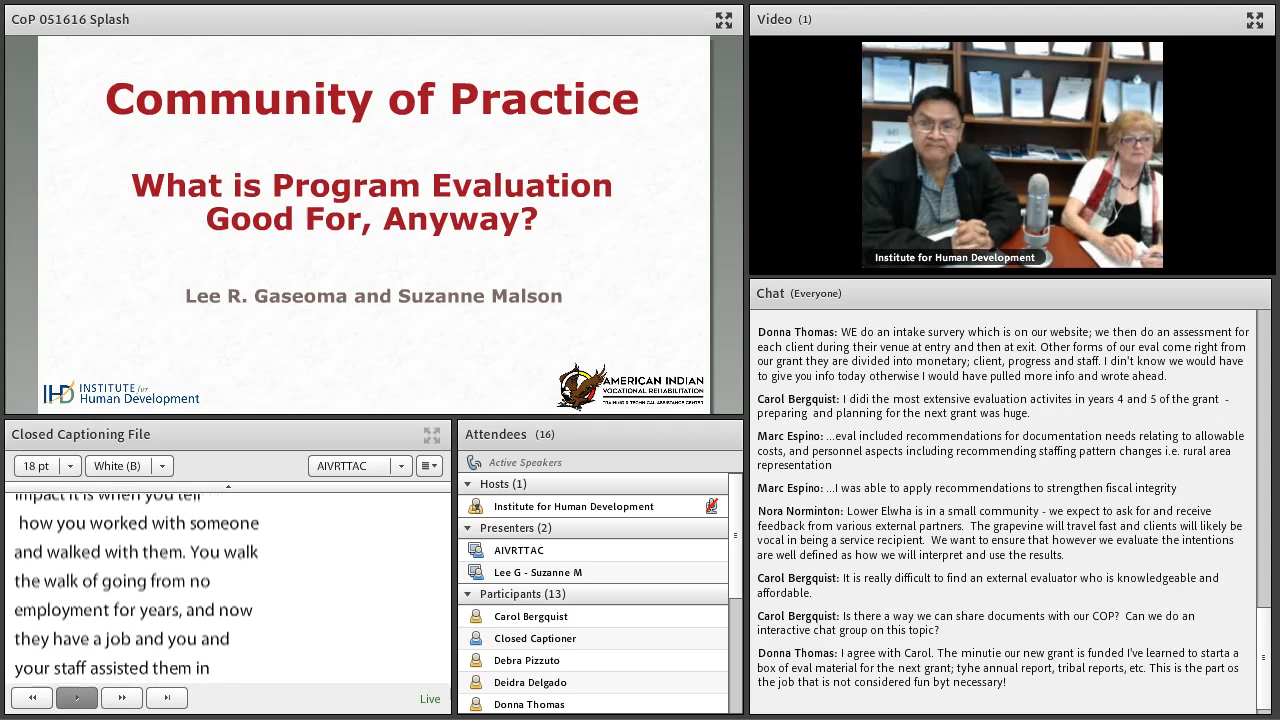 CoP 051616 Splash
Community of Practice
What is Program Evaluation
Good For, Anyway?
Lee R. Gaseoma and Suzanne Malson
IHD INSTITUTE for
Human Development
AMERICAN INDIAN
VOCATIONAL REHABILITATION
TRAINING & TECHNICAL ASSISTANCE CENTER
Video (1)
Institute for Human Development
Closed Captioning File
18 pt
White (B)
AIVRTTAC
impact it is when you tell
how you worked with someone
and walked with them. You walk
the walk of going from no
employment for years, and now
they have a job and you and
your staff assisted them in
Live
Attendees (16)
Active Speakers
Hosts (1)
Institute for Human Development
Presenters (2)
AIVRTTAC
Lee G - Suzanne M
Participants (13)
Carol Bergquist
Closed Captioner
Debra Pizzuto
Deidra Delgado
Donna Thomas
Chat (Everyone)
Donna Thomas: WE do an intake survery which is on our website; we then do an assessment for
each client during their venue at entry and then at exit. Other forms of our eval come right from
our grant they are divided into monetary; client, progress and staff. I din't know we would have
to give you info today otherwise I would have pulled more info and wrote ahead.
Carol Bergquist: I didi the most extensive evaluation activites in years 4 and 5 of the grant -
preparing and planning for the next grant was huge.
Marc Espino: ...eval included recommendations for documentation needs relating to allowable
costs, and personnel aspects including recommending staffing pattern changes i.e. rural area
representation
Marc Espino: ...I was able to apply recommendations to strengthen fiscal integrity
Nora Norminton: Lower Elwha is in a small community - we expect to ask for and receive
feedback from various external partners. The grapevine will travel fast and clients will likely be
vocal in being a service recipient. We want to ensure that however we evaluate the intentions
are well defined as how we will interpret and use the results.
Carol Bergquist: It is really difficult to find an external evaluator who is knowledgeable and
affordable.
Carol Bergquist: Is there a way we can share documents with our COP? Can we do an
interactive chat group on this topic?
Donna Thomas: I agree with Carol. The minutie our new grant is funded I've learned to starta a
box of eval material for the next grant; tyhe annual report, tribal reports, etc. This is the part os
the job that is not considered fun byt necessary!